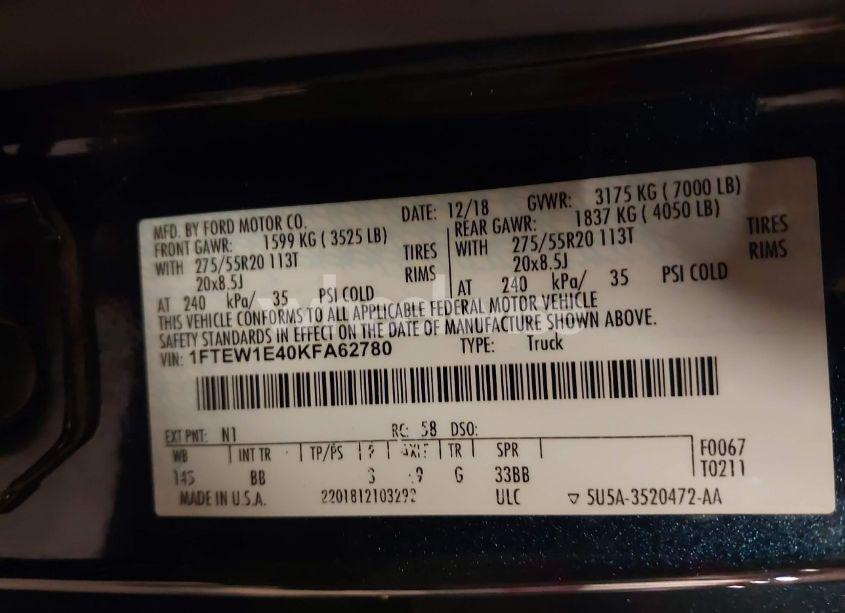 MFD. BY FORD MOTOR CO. DATE: 12/18 GVWR: 3175 KG ( 7000 LB)
FRONT GAWR: 1599 KG ( 3525 LB) REAR GAWR: 1837 KG ( 4050 LB)
WITH 275/55R20 113T TIRES WITH 275/55R20 113T TIRES
20x8.5J RIMS 20x8.5J RIMS
AT 240 kPa/ 35 PSI COLD AT 240 kPa/ 35 PSI COLD
THIS VEHICLE CONFORMS TO ALL APPLICABLE FEDERAL MOTOR VEHICLE
SAFETY STANDARDS IN EFFECT ON THE DATE OF MANUFACTURE SHOWN ABOVE.
VIN: 1FTEW1E40KFA62780 TYPE: Truck
EXT PNT: N1 RC: 58 DSO:
WB INT TR TP/PS R AXLE TR SPR F0067
145 BB G 33BB T0211
MADE IN U.S.A. 2201812103292 ULC 5U5A-3520472-AA